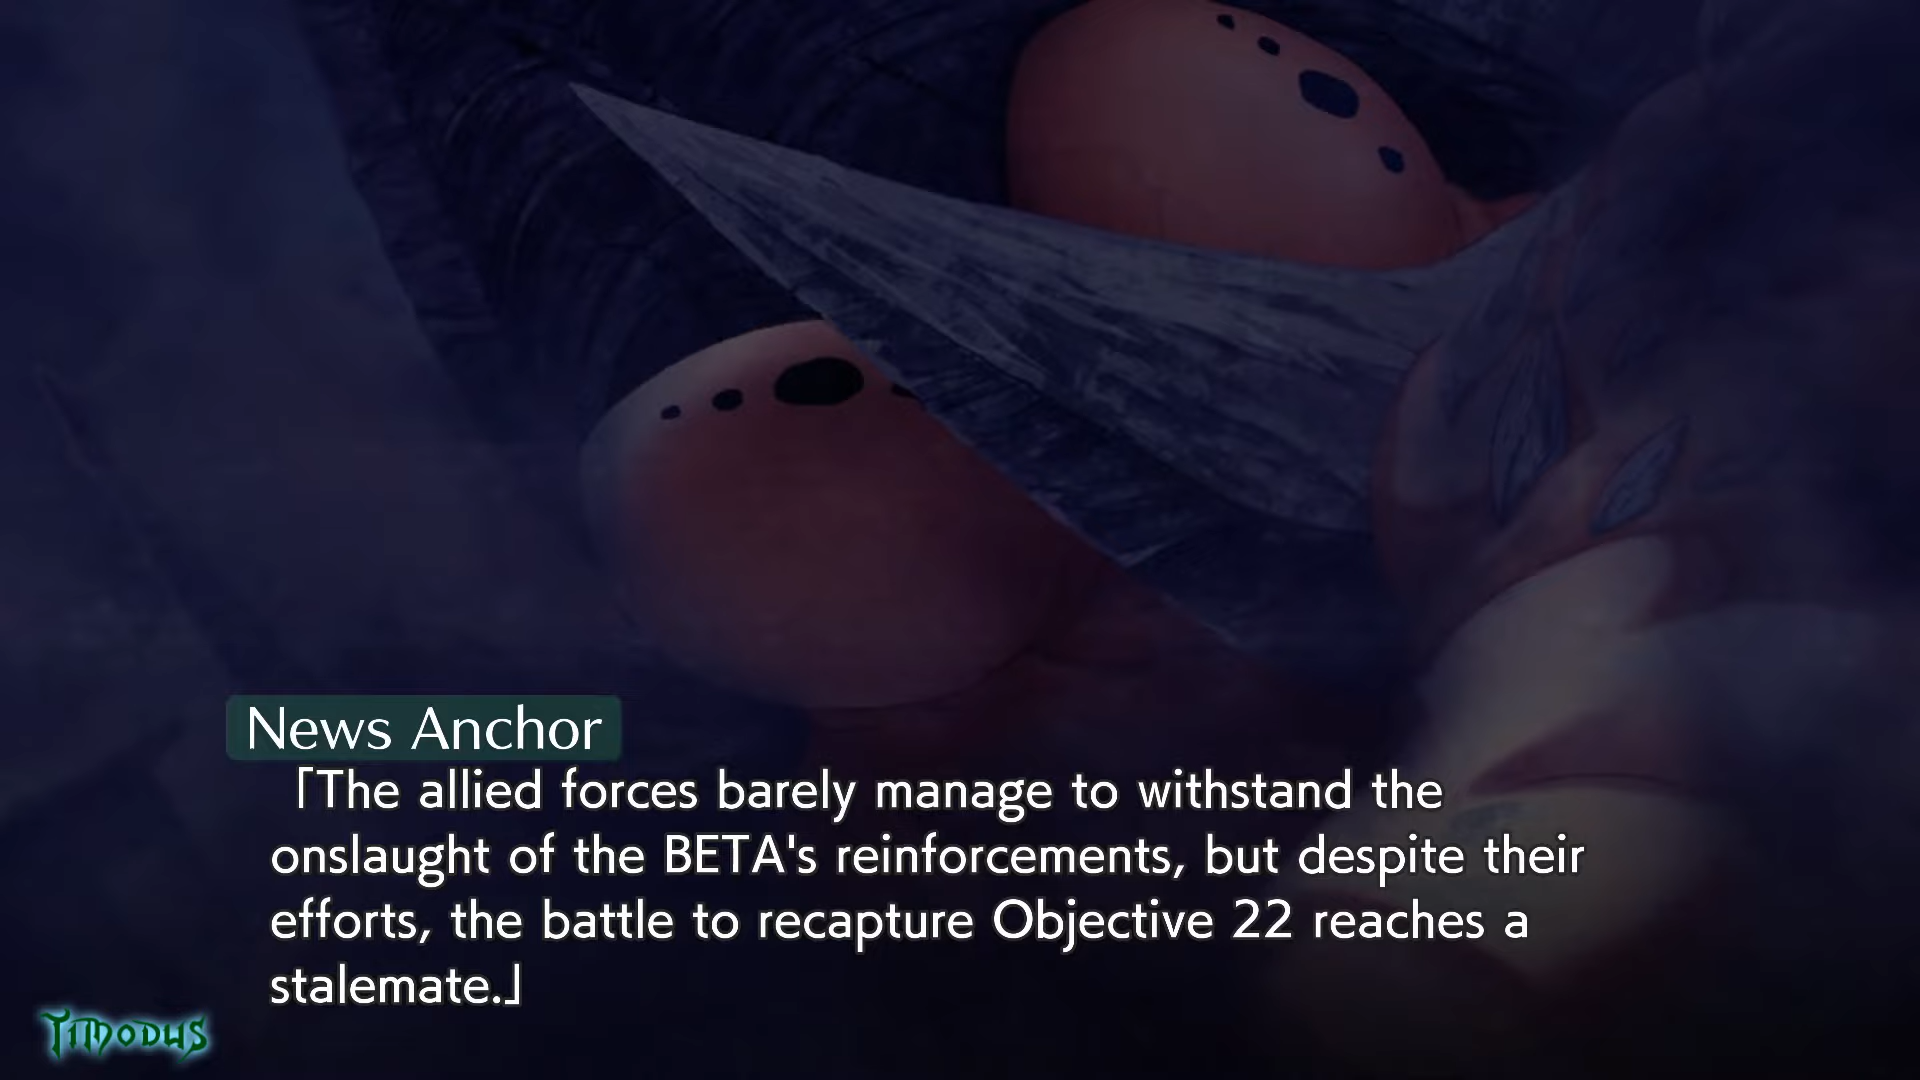 News Anchor
｢The allied forces barely manage to withstand the
onslaught of the BETA's reinforcements, but despite their
efforts, the battle to recapture Objective 22 reaches a
stalemate.｣
TIMODUS